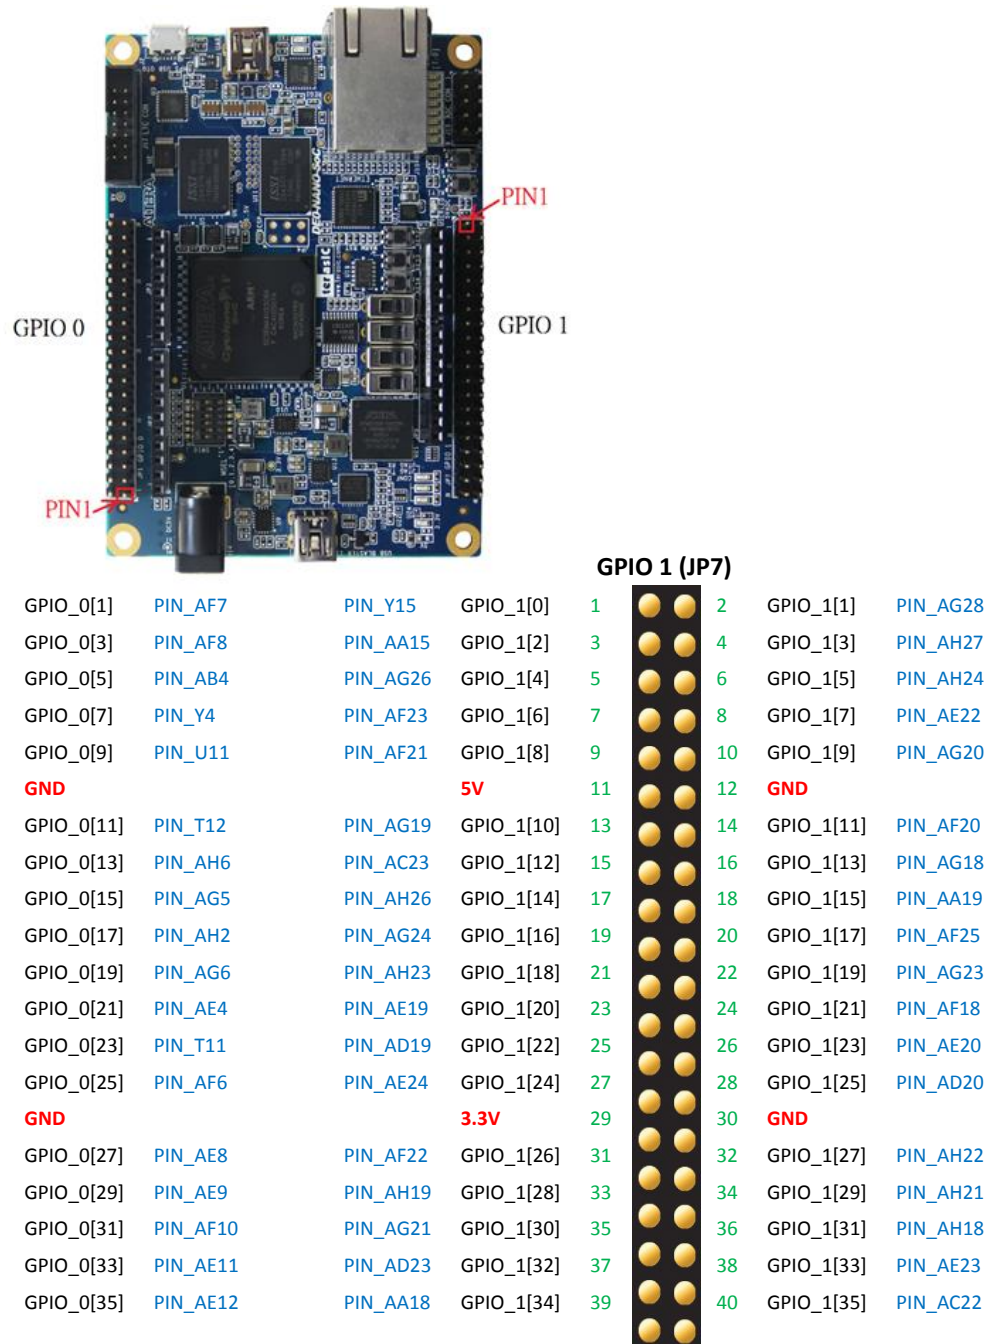 PIN1
GPIO 0
GPIO 1
PIN1
DE0-NANO-SOC
terasIC
ALTERA
ARM
GPIO 1 (JP7)
GPIO_0[1] PIN_AF7 PIN_Y15 GPIO_1[0] 1 2 GPIO_1[1] PIN_AG28
GPIO_0[3] PIN_AF8 PIN_AA15 GPIO_1[2] 3 4 GPIO_1[3] PIN_AH27
GPIO_0[5] PIN_AB4 PIN_AG26 GPIO_1[4] 5 6 GPIO_1[5] PIN_AH24
GPIO_0[7] PIN_Y4 PIN_AF23 GPIO_1[6] 7 8 GPIO_1[7] PIN_AE22
GPIO_0[9] PIN_U11 PIN_AF21 GPIO_1[8] 9 10 GPIO_1[9] PIN_AG20
GND 5V 11 12 GND
GPIO_0[11] PIN_T12 PIN_AG19 GPIO_1[10] 13 14 GPIO_1[11] PIN_AF20
GPIO_0[13] PIN_AH6 PIN_AC23 GPIO_1[12] 15 16 GPIO_1[13] PIN_AG18
GPIO_0[15] PIN_AG5 PIN_AH26 GPIO_1[14] 17 18 GPIO_1[15] PIN_AA19
GPIO_0[17] PIN_AH2 PIN_AG24 GPIO_1[16] 19 20 GPIO_1[17] PIN_AF25
GPIO_0[19] PIN_AG6 PIN_AH23 GPIO_1[18] 21 22 GPIO_1[19] PIN_AG23
GPIO_0[21] PIN_AE4 PIN_AE19 GPIO_1[20] 23 24 GPIO_1[21] PIN_AF18
GPIO_0[23] PIN_T11 PIN_AD19 GPIO_1[22] 25 26 GPIO_1[23] PIN_AE20
GPIO_0[25] PIN_AF6 PIN_AE24 GPIO_1[24] 27 28 GPIO_1[25] PIN_AD20
GND 3.3V 29 30 GND
GPIO_0[27] PIN_AE8 PIN_AF22 GPIO_1[26] 31 32 GPIO_1[27] PIN_AH22
GPIO_0[29] PIN_AE9 PIN_AH19 GPIO_1[28] 33 34 GPIO_1[29] PIN_AH21
GPIO_0[31] PIN_AF10 PIN_AG21 GPIO_1[30] 35 36 GPIO_1[31] PIN_AH18
GPIO_0[33] PIN_AE11 PIN_AD23 GPIO_1[32] 37 38 GPIO_1[33] PIN_AE23
GPIO_0[35] PIN_AE12 PIN_AA18 GPIO_1[34] 39 40 GPIO_1[35] PIN_AC22